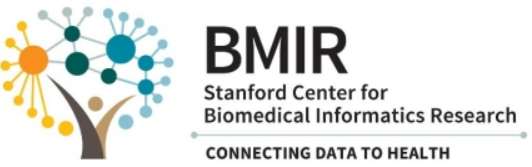 BMIR
Stanford Center for
Biomedical Informatics Research
CONNECTING DATA TO HEALTH